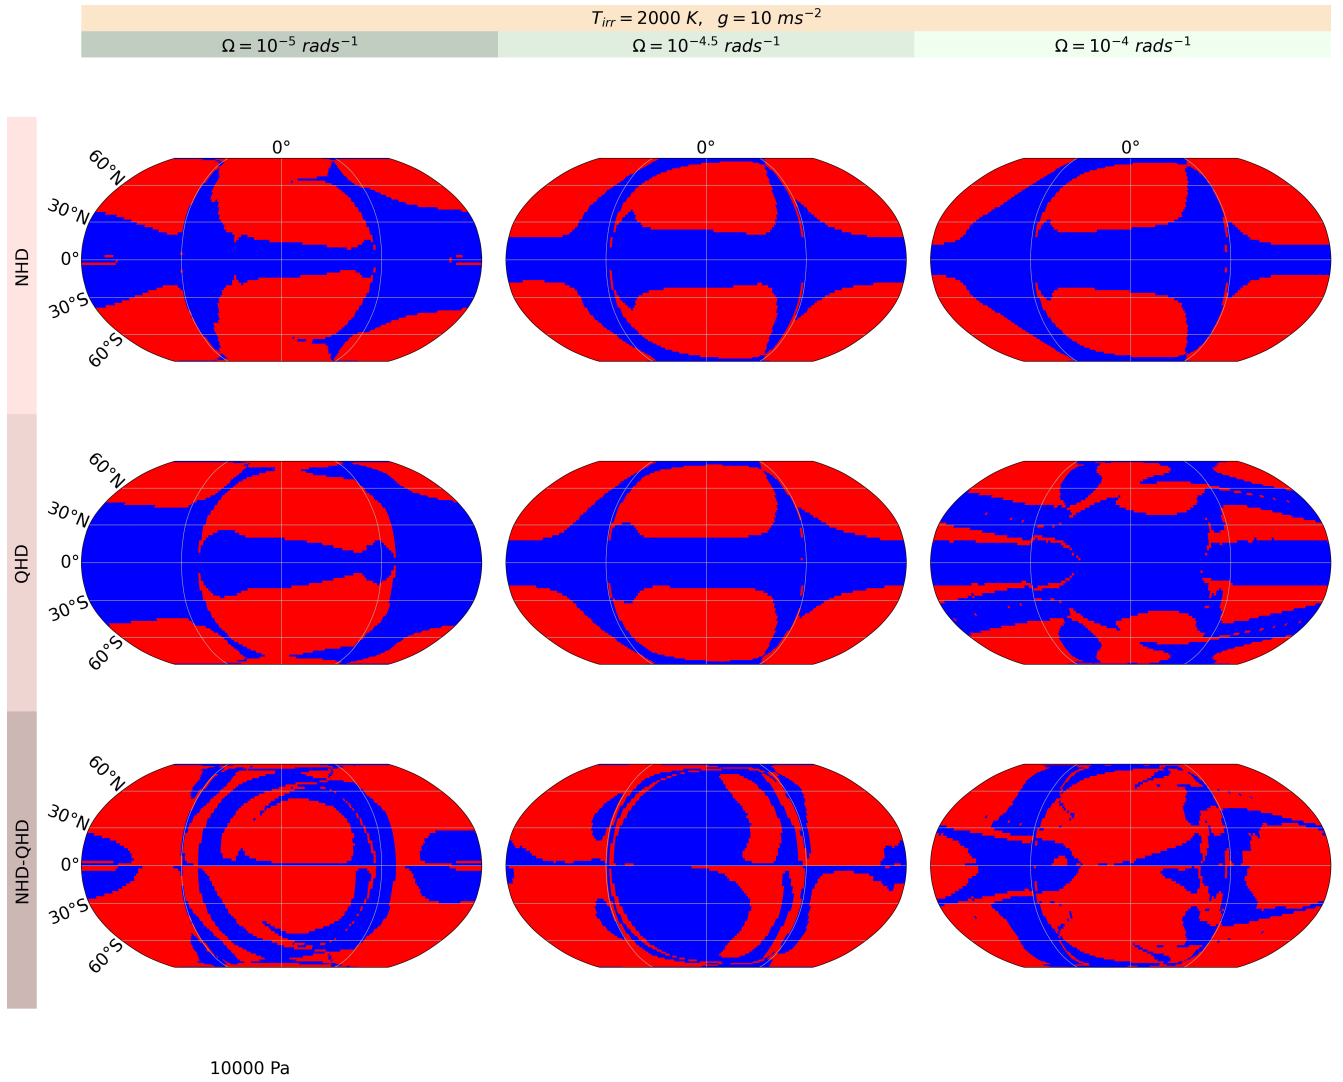 T_irr = 2000 K,  g = 10 ms⁻²
Ω = 10⁻⁵ rads⁻¹ Ω = 10⁻⁴·⁵ rads⁻¹ Ω = 10⁻⁴ rads⁻¹
0° 0° 0°
60°N
30°N
0°
30°S
60°S
NHD
60°N
30°N
0°
30°S
60°S
QHD
60°N
30°N
0°
30°S
60°S
NHD-QHD
10000 Pa